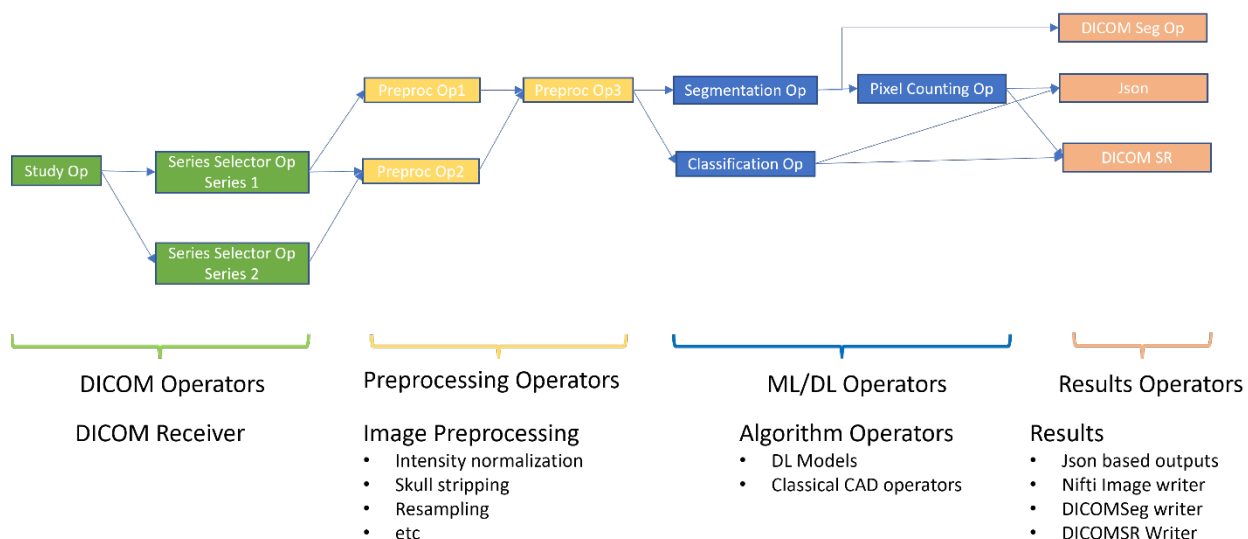 DICOM Seg Op
Preproc Op1
Preproc Op3
Segmentation Op
Pixel Counting Op
Json
Study Op
Series Selector Op
Series 1
Preproc Op2
Classification Op
DICOM SR
Series Selector Op
Series 2
DICOM Operators
Preprocessing Operators
ML/DL Operators
Results Operators
DICOM Receiver
Image Preprocessing
• Intensity normalization
• Skull stripping
• Resampling
• etc
Algorithm Operators
• DL Models
• Classical CAD operators
Results
• Json based outputs
• Nifti Image writer
• DICOMSeg writer
• DICOMSR Writer